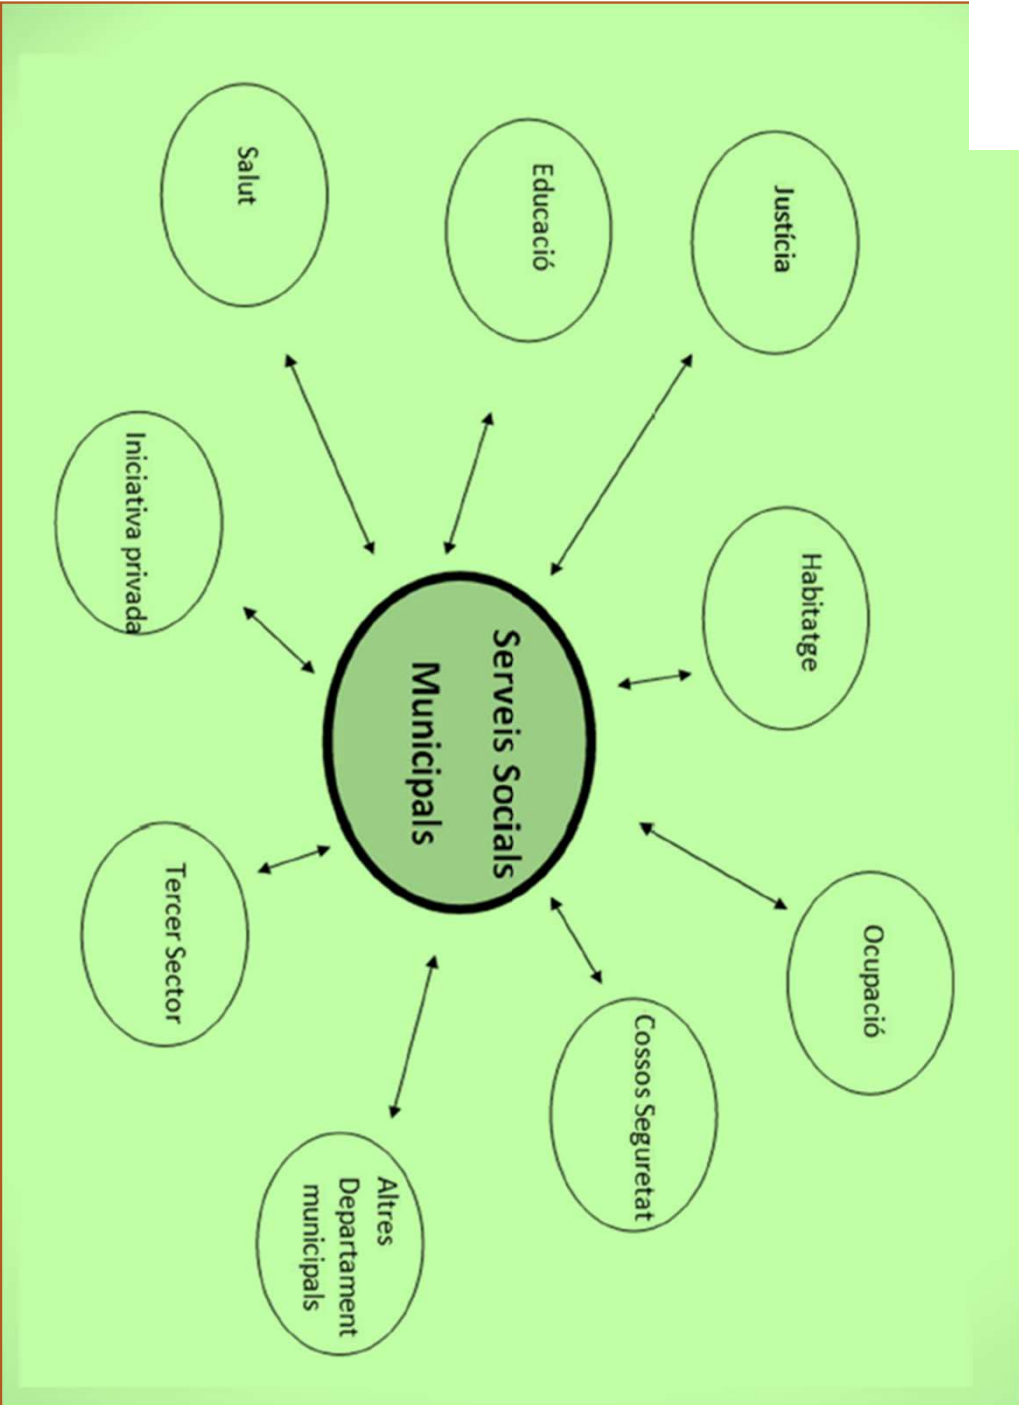 Justícia
Habitatge
Ocupació
Educació
Cossos Seguretat
Serveis Socials
Municipals
Salut
Altres
Departament
municipals
Iniciativa privada
Tercer Sector